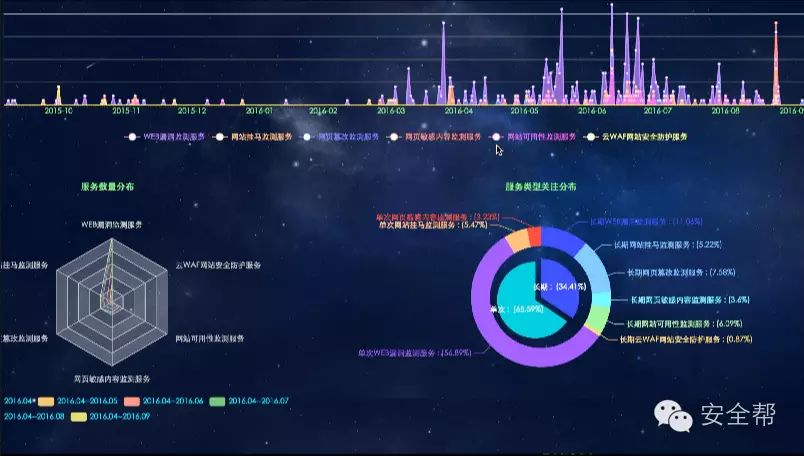 2015-10 2015-11 2015-12 2016-01 2016-02 2016-03 2016-04 2016-05 2016-06 2016-07 2016-08 2016-09
WEB漏洞监测服务 网站挂马监测服务 网页篡改监测服务 网页敏感内容监测服务 网站可用性监测服务 云WAF网站安全防护服务
服务数量分布
WEB漏洞监测服务
云WAF网站安全防护服务
挂马监测服务
网站可用性监测服务
篡改监测服务
网页敏感内容监测服务
2016.04* 2016.04--2016.05 2016.04--2016.06 2016.04--2016.07
2016.04--2016.08 2016.04--2016.09
服务类型关注分布
单次网页敏感内容监测服务 : (3.23%)
单次网站挂马监测服务 : (5.47%)
长期WEB漏洞监测服务 : (11.06%)
长期网站挂马监测服务 : (5.22%)
长期网页篡改监测服务 : (7.58%)
长期网页敏感内容监测服务 : (3.6%)
长期网站可用性监测服务 : (6.09%)
长期云WAF网站安全防护服务 : (0.87%)
长期 : (34.41%)
单次 : (65.59%)
单次WEB漏洞监测服务 : (56.89%)
安全帮